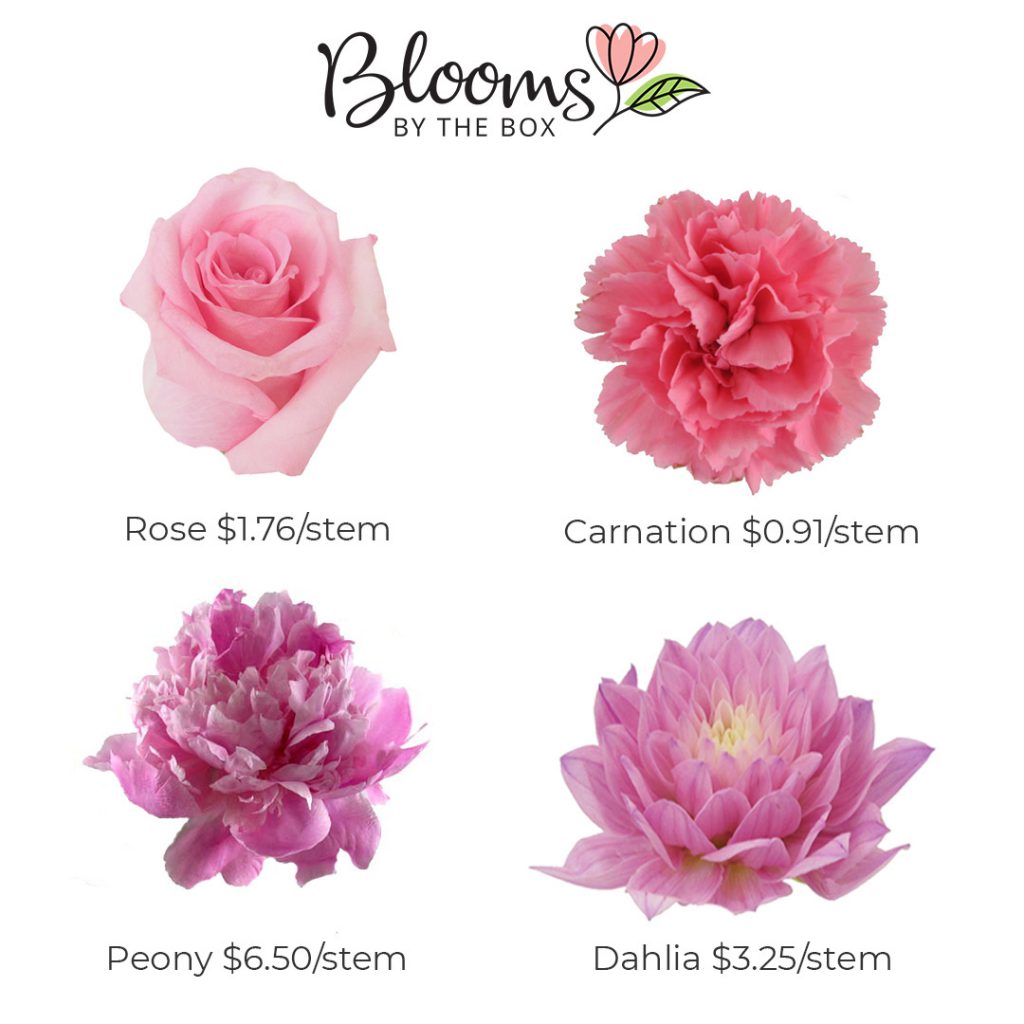 Blooms
BY THE BOX
Rose $1.76/stem
Carnation $0.91/stem
Peony $6.50/stem
Dahlia $3.25/stem